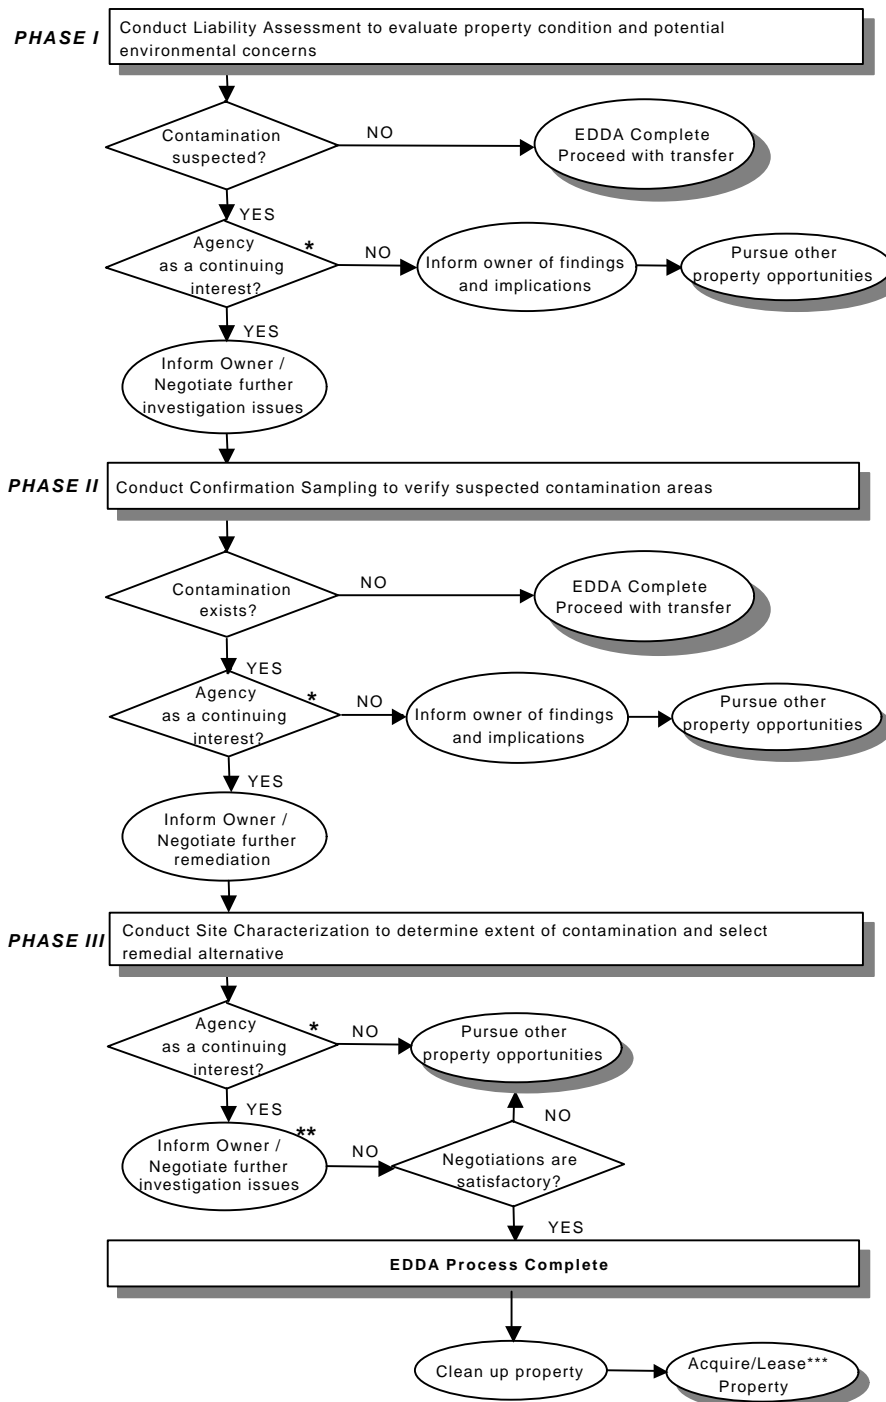 PHASE I
Conduct Liability Assessment to evaluate property condition and potential
environmental concerns
Contamination
suspected?
NO
EDDA Complete
Proceed with transfer
YES
Agency
as a continuing
interest?
*
NO
Inform owner of findings
and implications
Pursue other
property opportunities
YES
Inform Owner /
Negotiate further
investigation issues
PHASE II
Conduct Confirmation Sampling to verify suspected contamination areas
Contamination
exists?
NO
EDDA Complete
Proceed with transfer
YES
Agency
as a continuing
interest?
*
NO
Inform owner of findings
and implications
Pursue other
property opportunities
YES
Inform Owner /
Negotiate further
remediation
PHASE III
Conduct Site Characterization to determine extent of contamination and select
remedial alternative
Agency
as a continuing
interest?
*
NO
Pursue other
property opportunities
YES
Inform Owner /
Negotiate further
investigation issues
**
NO
Negotiations are
satisfactory?
NO
YES
EDDA Process Complete
Clean up property
Acquire/Lease***
Property